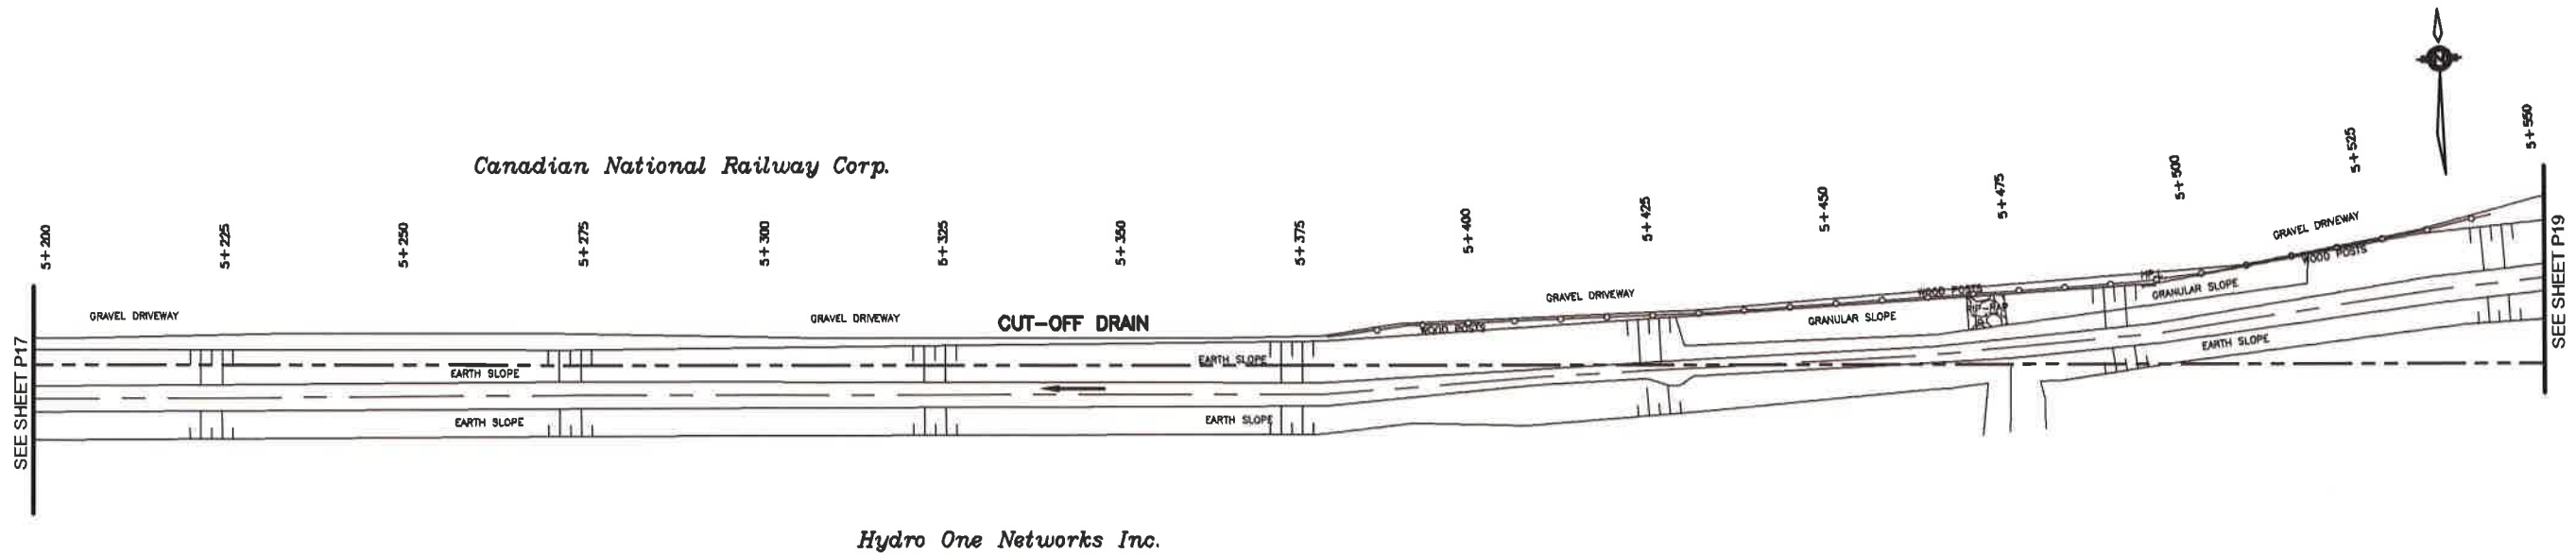 N
Canadian National Railway Corp.
5+200
5+225
5+250
5+275
5+300
5+325
5+350
5+375
5+400
5+425
5+450
5+475
5+500
5+525
5+550
GRAVEL DRIVEWAY
GRAVEL DRIVEWAY
CUT-OFF DRAIN
GRAVEL DRIVEWAY
GRAVEL DRIVEWAY
WOOD POSTS
WOOD POSTS
WOOD POSTS
HP
RIP-RAP
GRANULAR SLOPE
GRANULAR SLOPE
EARTH SLOPE
EARTH SLOPE
EARTH SLOPE
EARTH SLOPE
EARTH SLOPE
SEE SHEET P17
SEE SHEET P19
Hydro One Networks Inc.